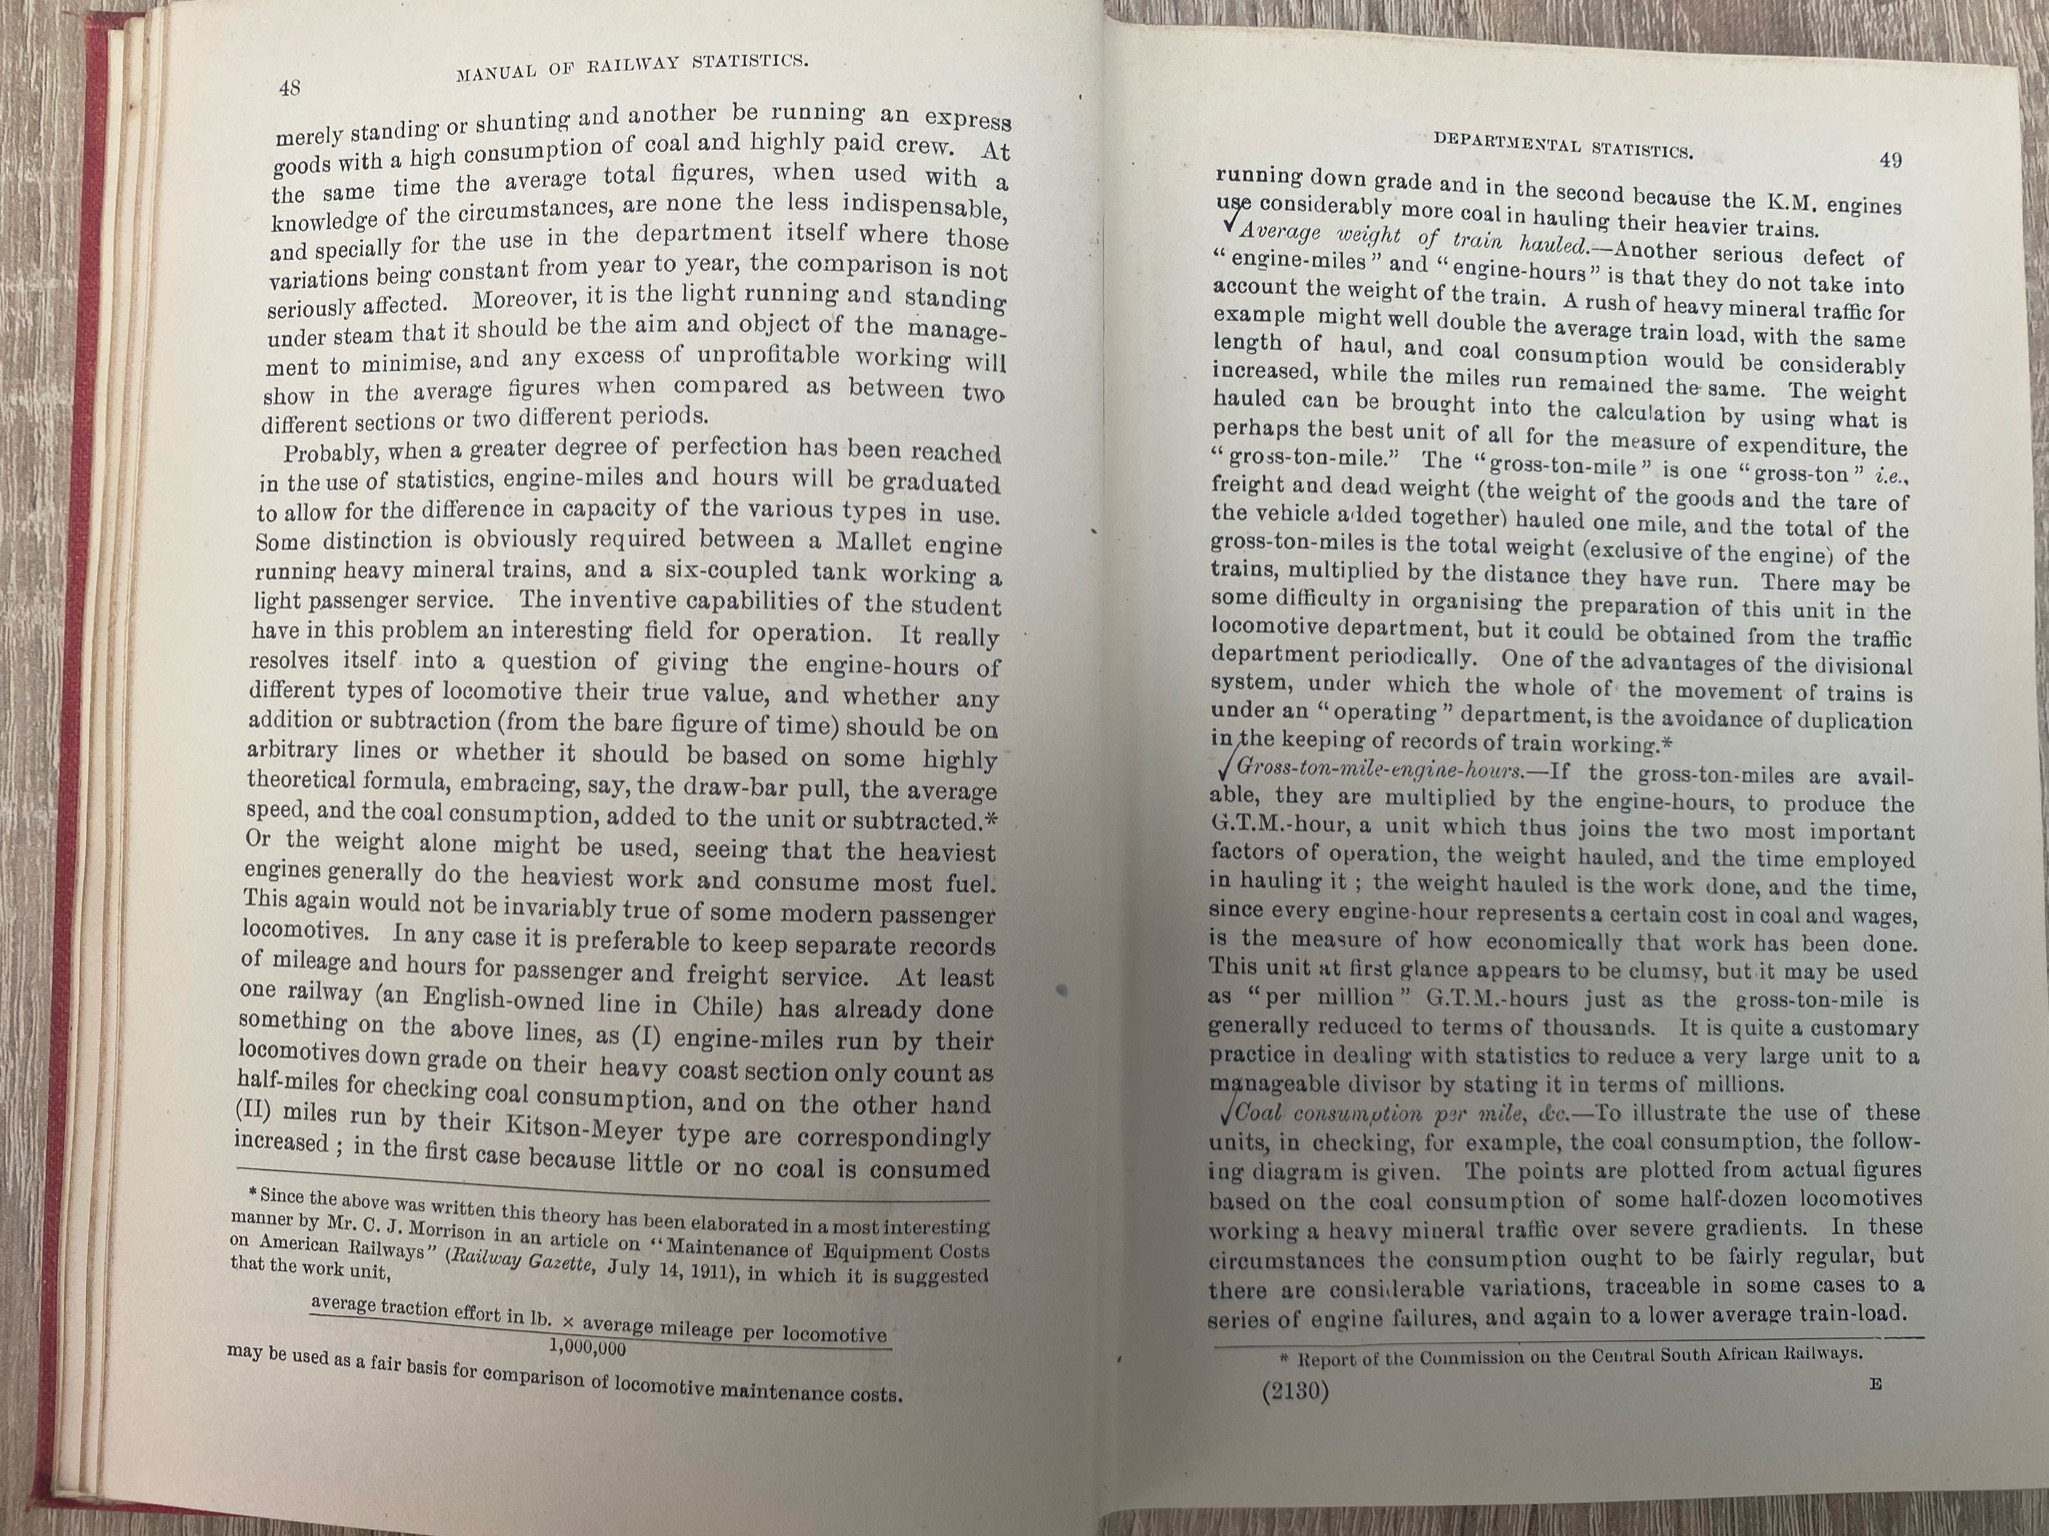 48
MANUAL OF RAILWAY STATISTICS.
merely standing or shunting and another be running an express
goods with a high consumption of coal and highly paid crew. At
the same time the average total figures, when used with a
knowledge of the circumstances, are none the less indispensable,
and specially for the use in the department itself where those
variations being constant from year to year, the comparison is not
seriously affected. Moreover, it is the light running and standing
under steam that it should be the aim and object of the manage-
ment to minimise, and any excess of unprofitable working will
show in the average figures when compared as between two
different sections or two different periods.
Probably, when a greater degree of perfection has been reached
in the use of statistics, engine-miles and hours will be graduated
to allow for the difference in capacity of the various types in use.
Some distinction is obviously required between a Mallet engine
running heavy mineral trains, and a six-coupled tank working a
light passenger service. The inventive capabilities of the student
have in this problem an interesting field for operation. It really
resolves itself into a question of giving the engine-hours of
different types of locomotive their true value, and whether any
addition or subtraction (from the bare figure of time) should be on
arbitrary lines or whether it should be based on some highly
theoretical formula, embracing, say, the draw-bar pull, the average
speed, and the coal consumption, added to the unit or subtracted.*
Or the weight alone might be used, seeing that the heaviest
engines generally do the heaviest work and consume most fuel.
This again would not be invariably true of some modern passenger
locomotives. In any case it is preferable to keep separate records
of mileage and hours for passenger and freight service. At least
one railway (an English-owned line in Chile) has already done
something on the above lines, as (I) engine-miles run by their
locomotives down grade on their heavy coast section only count as
half-miles for checking coal consumption, and on the other hand
(II) miles run by their Kitson-Meyer type are correspondingly
increased ; in the first case because little or no coal is consumed
* Since the above was written this theory has been elaborated in a most interesting
manner by Mr. C. J. Morrison in an article on "Maintenance of Equipment Costs
on American Railways" (Railway Gazette, July 14, 1911), in which it is suggested
that the work unit,
average traction effort in lb. × average mileage per locomotive
1,000,000
may be used as a fair basis for comparison of locomotive maintenance costs.
DEPARTMENTAL STATISTICS.
49
running down grade and in the second because the K.M. engines
use considerably more coal in hauling their heavier trains.
✓Average weight of train hauled.—Another serious defect of
"engine-miles" and "engine-hours" is that they do not take into
account the weight of the train. A rush of heavy mineral traffic for
example might well double the average train load, with the same
length of haul, and coal consumption would be considerably
increased, while the miles run remained the same. The weight
hauled can be brought into the calculation by using what is
perhaps the best unit of all for the measure of expenditure, the
"gross-ton-mile." The "gross-ton-mile" is one "gross-ton" i.e.,
freight and dead weight (the weight of the goods and the tare of
the vehicle added together) hauled one mile, and the total of the
gross-ton-miles is the total weight (exclusive of the engine) of the
trains, multiplied by the distance they have run. There may be
some difficulty in organising the preparation of this unit in the
locomotive department, but it could be obtained from the traffic
department periodically. One of the advantages of the divisional
system, under which the whole of the movement of trains is
under an "operating" department, is the avoidance of duplication
in the keeping of records of train working.*
✓Gross-ton-mile-engine-hours.—If the gross-ton-miles are avail-
able, they are multiplied by the engine-hours, to produce the
G.T.M.-hour, a unit which thus joins the two most important
factors of operation, the weight hauled, and the time employed
in hauling it ; the weight hauled is the work done, and the time,
since every engine-hour represents a certain cost in coal and wages,
is the measure of how economically that work has been done.
This unit at first glance appears to be clumsy, but it may be used
as "per million" G.T.M.-hours just as the gross-ton-mile is
generally reduced to terms of thousands. It is quite a customary
practice in dealing with statistics to reduce a very large unit to a
manageable divisor by stating it in terms of millions.
✓Coal consumption per mile, &c.—To illustrate the use of these
units, in checking, for example, the coal consumption, the follow-
ing diagram is given. The points are plotted from actual figures
based on the coal consumption of some half-dozen locomotives
working a heavy mineral traffic over severe gradients. In these
circumstances the consumption ought to be fairly regular, but
there are considerable variations, traceable in some cases to a
series of engine failures, and again to a lower average train-load.
* Report of the Commission on the Central South African Railways.
(2130)
E